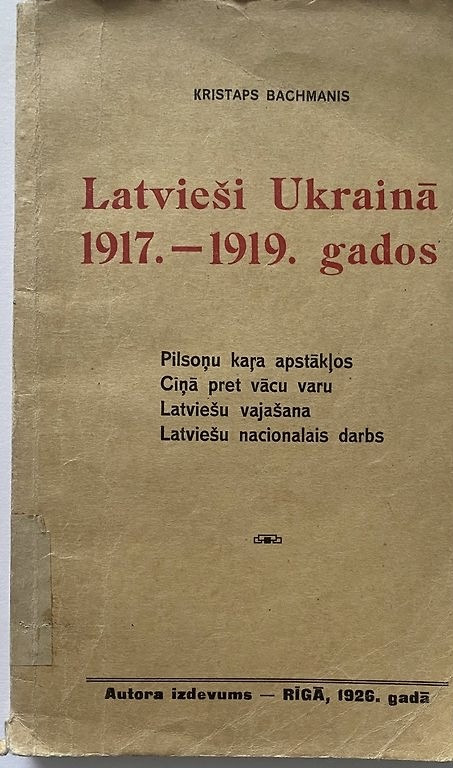 KRISTAPS BACHMANIS
Latvieši Ukrainā
1917.—1919. gados
Pilsoņu kaŗa apstākļos
Ciņā pret vācu varu
Latviešu vajašana
Latviešu nacionalais darbs
Autora izdevums — RĪGĀ, 1926. gadā